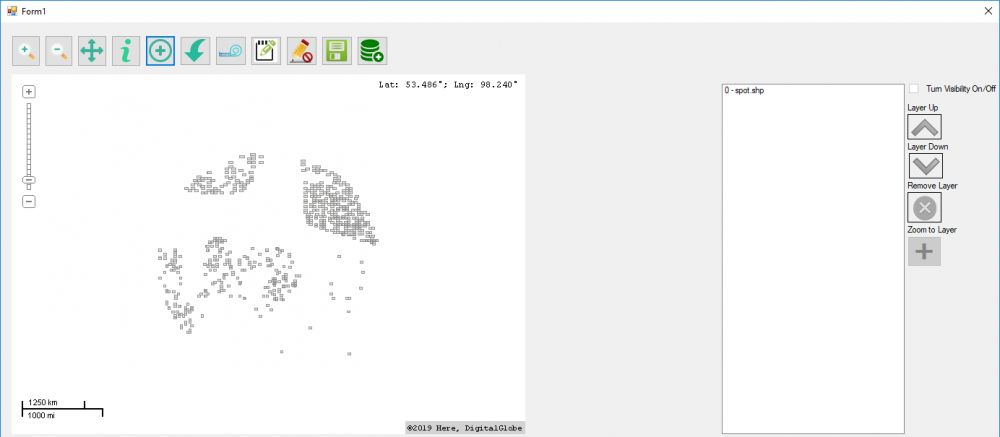 Form1
Lat: 53.486°; Lng: 98.240°
0 - spot.shp
Turn Visibility On/Off
Layer Up
Layer Down
Remove Layer
Zoom to Layer
1250 km
1000 mi
©2019 Here, DigitalGlobe